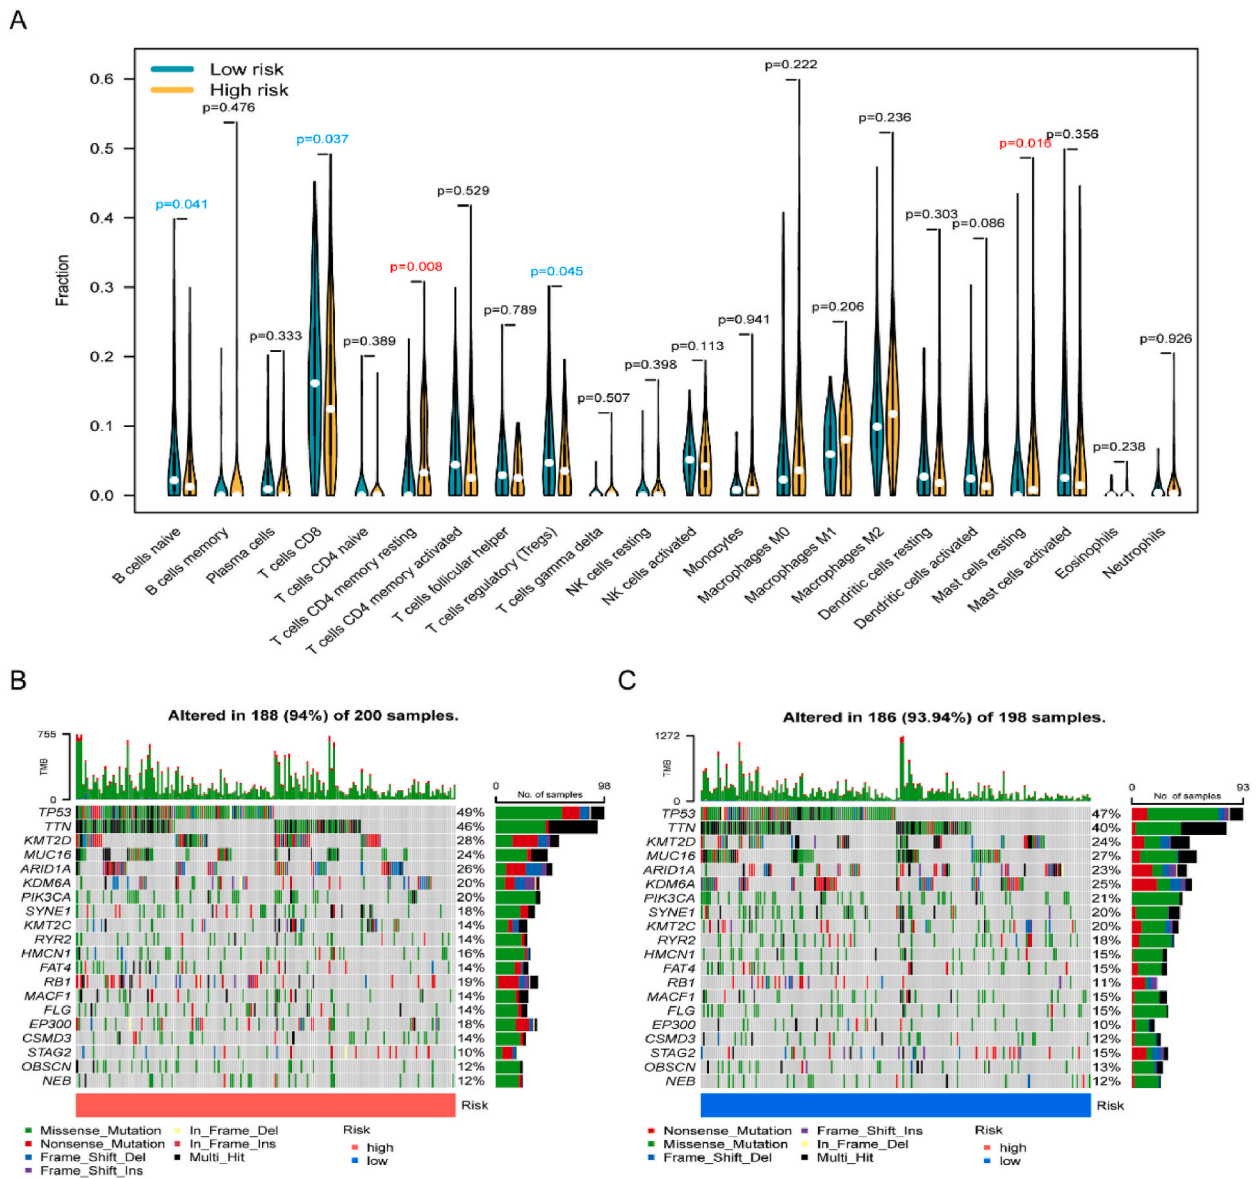 A
Low risk
High risk
Fraction
0.6
0.5
0.4
0.3
0.2
0.1
0.0
p=0.041
p=0.476
p=0.333
p=0.037
p=0.389
p=0.008
p=0.529
p=0.789
p=0.045
p=0.507
p=0.398
p=0.113
p=0.941
p=0.222
p=0.206
p=0.236
p=0.303
p=0.086
p=0.016
p=0.356
p=0.238
p=0.926
B cells naive
B cells memory
Plasma cells
T cells CD8
T cells CD4 naive
T cells CD4 memory resting
T cells CD4 memory activated
T cells follicular helper
T cells regulatory (Tregs)
T cells gamma delta
NK cells resting
NK cells activated
Monocytes
Macrophages M0
Macrophages M1
Macrophages M2
Dendritic cells resting
Dendritic cells activated
Mast cells resting
Mast cells activated
Eosinophils
Neutrophils
B
Altered in 188 (94%) of 200 samples.
755
TMB
0
0 98
No. of samples
TP53 49%
TTN 46%
KMT2D 28%
MUC16 24%
ARID1A 26%
KDM6A 20%
PIK3CA 20%
SYNE1 18%
KMT2C 14%
RYR2 14%
HMCN1 16%
FAT4 14%
RB1 19%
MACF1 14%
FLG 14%
EP300 18%
CSMD3 14%
STAG2 10%
OBSCN 12%
NEB 12%
Risk
Missense_Mutation
Nonsense_Mutation
Frame_Shift_Del
Frame_Shift_Ins
In_Frame_Del
In_Frame_Ins
Multi_Hit
Risk
high
low
C
Altered in 186 (93.94%) of 198 samples.
1272
TMB
0
0 93
No. of samples
TP53 47%
TTN 40%
KMT2D 24%
MUC16 27%
ARID1A 23%
KDM6A 25%
PIK3CA 21%
SYNE1 20%
KMT2C 20%
RYR2 18%
HMCN1 15%
FAT4 15%
RB1 11%
MACF1 15%
FLG 15%
EP300 10%
CSMD3 12%
STAG2 15%
OBSCN 13%
NEB 12%
Risk
Nonsense_Mutation
Missense_Mutation
Frame_Shift_Del
Frame_Shift_Ins
In_Frame_Del
Multi_Hit
Risk
high
low